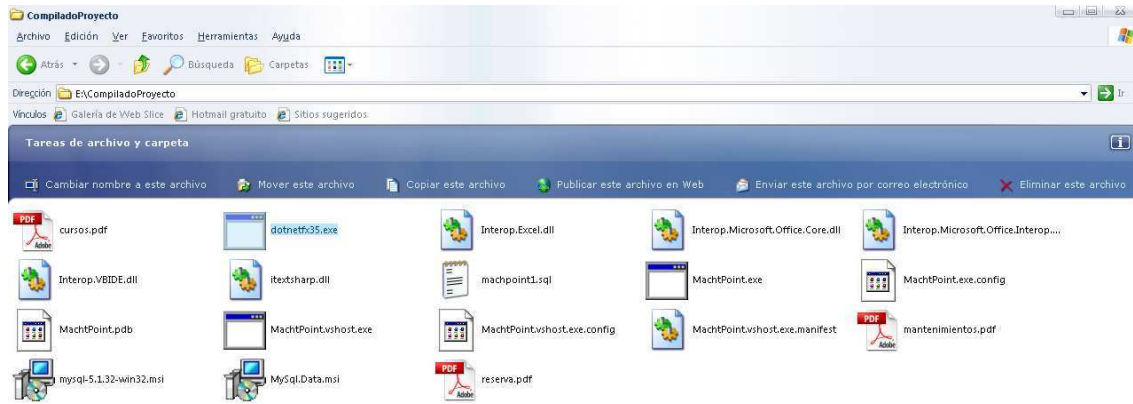 CompiladoProyecto
Archivo Edición Ver Favoritos Herramientas Ayuda
Atrás Búsqueda Carpetas
Dirección E:\CompiladoProyecto Ir
Vínculos Galería de Web Slice Hotmail gratuito Sitios sugeridos
Tareas de archivo y carpeta
Cambiar nombre a este archivo Mover este archivo Copiar este archivo Publicar este archivo en Web Enviar este archivo por correo electrónico Eliminar este archivo
PDF Adobe cursos.pdf dotnetfx35.exe Interop.Excel.dll Interop.Microsoft.Office.Core.dll Interop.Microsoft.Office.Interop....
Interop.VBIDE.dll itextsharp.dll machpoint1.sql MachtPoint.exe MachtPoint.exe.config
MachtPoint.pdb MachtPoint.vshost.exe MachtPoint.vshost.exe.config MachtPoint.vshost.exe.manifest PDF Adobe mantenimientos.pdf
mysql-5.1.32-win32.msi MySql.Data.msi PDF Adobe reserva.pdf